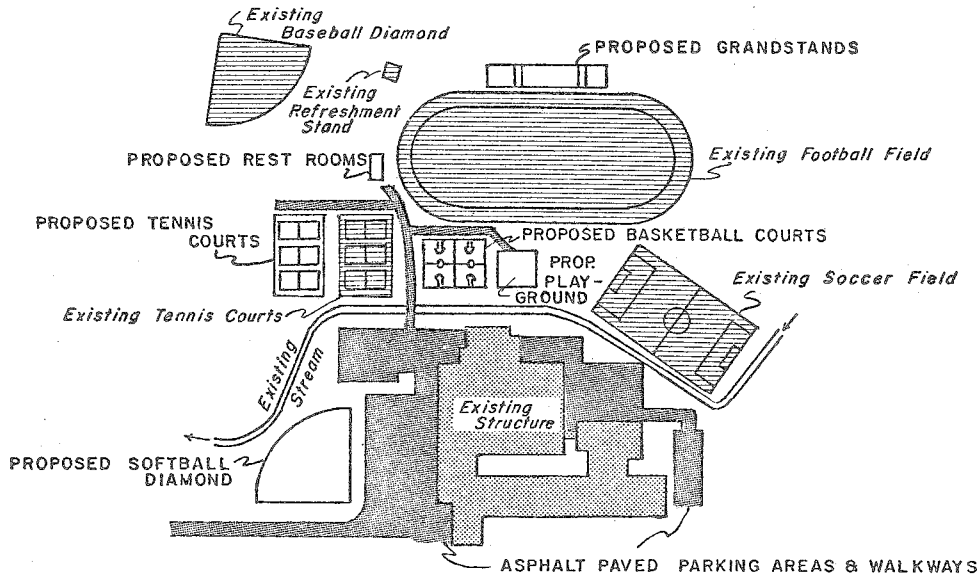 Existing
Baseball Diamond
PROPOSED GRANDSTANDS
Existing
Refreshment
Stand
PROPOSED REST ROOMS
Existing Football Field
PROPOSED TENNIS
COURTS
PROPOSED BASKETBALL COURTS
PROP.
PLAY-
GROUND
Existing Soccer Field
Existing Tennis Courts
Existing
Stream
Existing
Structure
PROPOSED SOFTBALL
DIAMOND
ASPHALT PAVED PARKING AREAS & WALKWAYS